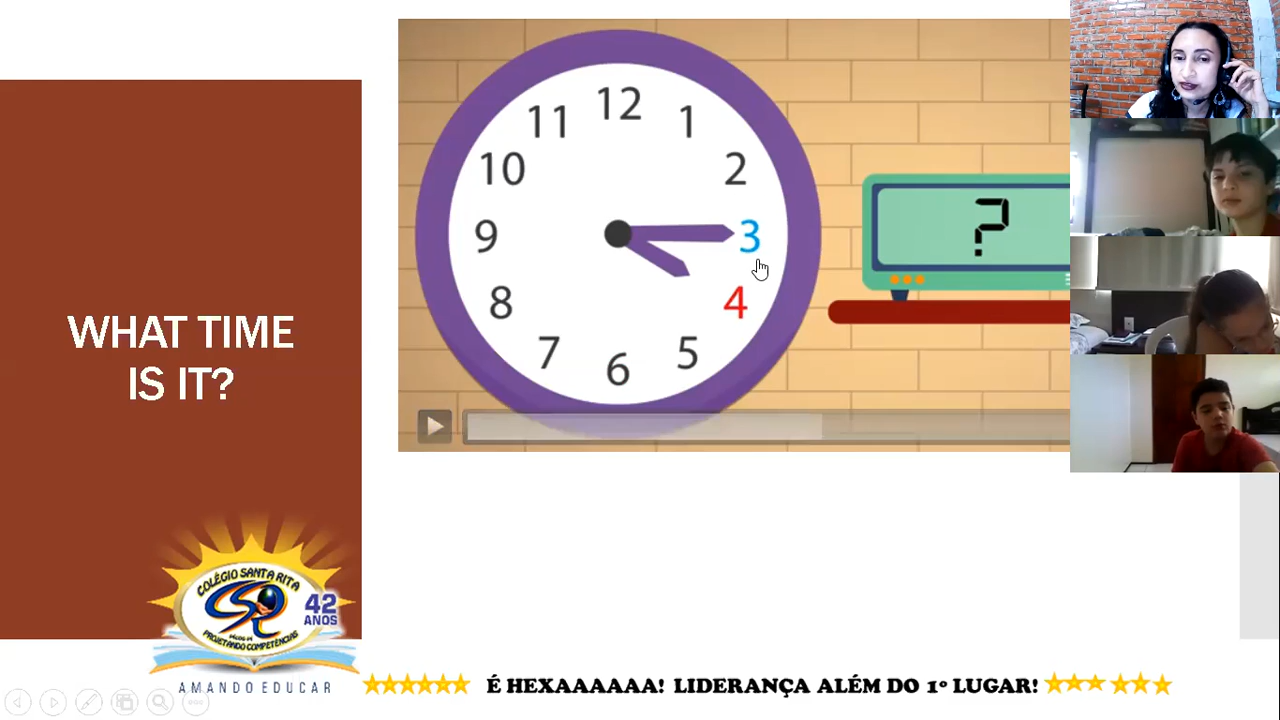 WHAT TIME
IS IT?
12
11
1
10
2
9
3
8
4
7
5
6
?
COLÉGIO SANTA RITA
CSR
42
ANOS
PROJETANDO COMPETÊNCIAS
AMANDO EDUCAR
É HEXAAAAAA! LIDERANÇA ALÉM DO 1º LUGAR!